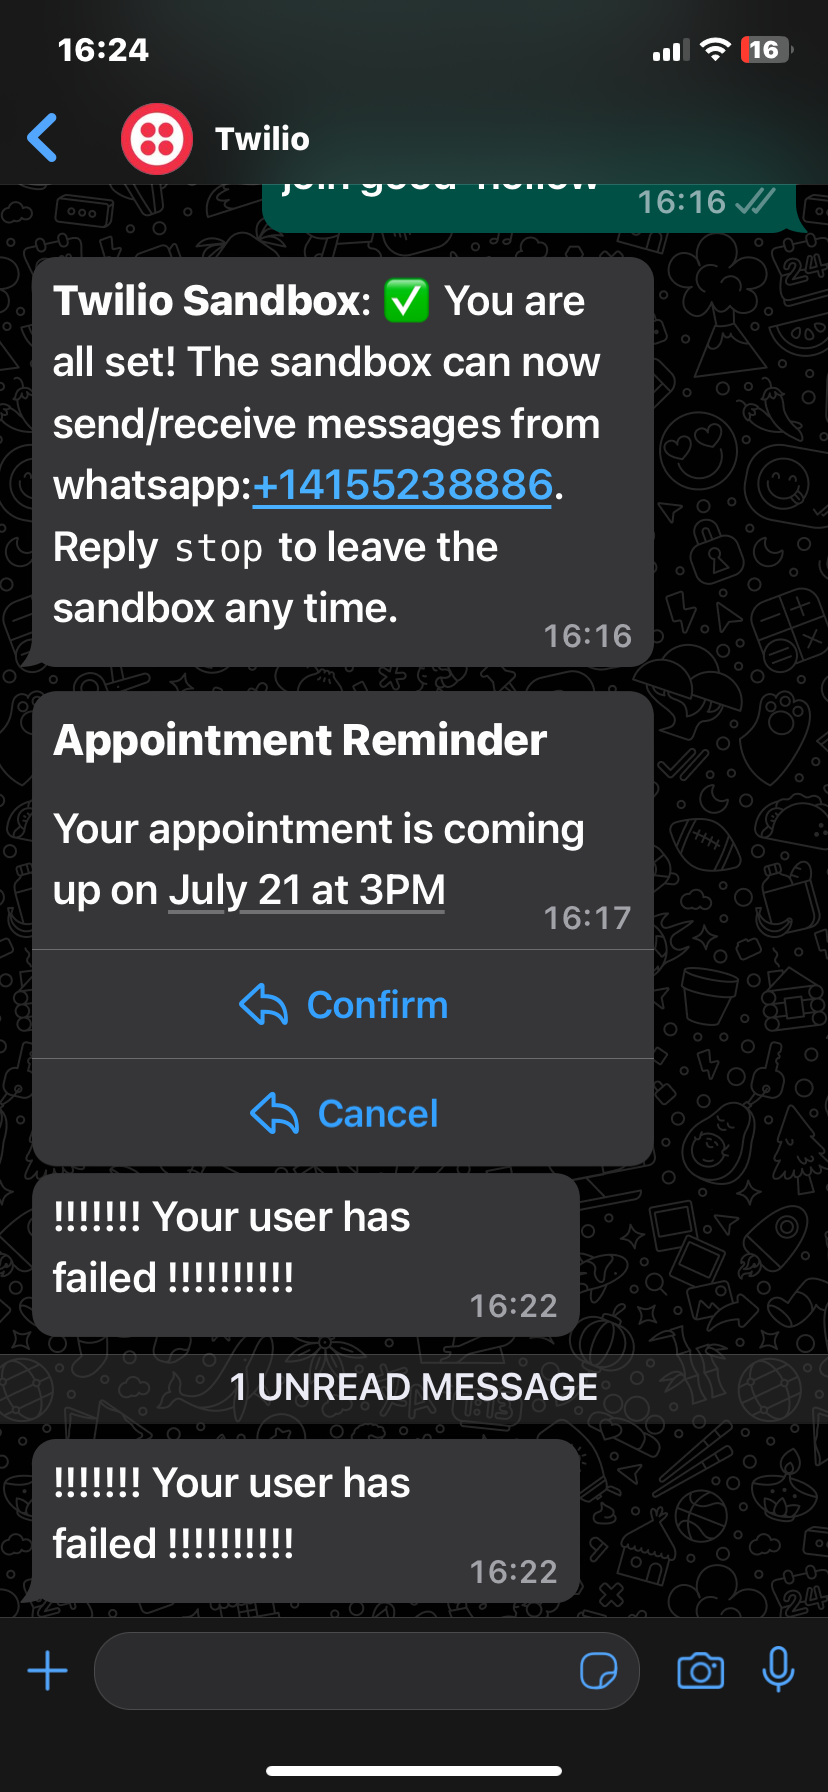 16:24
16
Twilio
join good-hollow
16:16
Twilio Sandbox: ✅ You are
all set! The sandbox can now
send/receive messages from
whatsapp:+14155238886.
Reply stop to leave the
sandbox any time.
16:16
Appointment Reminder
Your appointment is coming
up on July 21 at 3PM
16:17
Confirm
Cancel
!!!!!!! Your user has
failed !!!!!!!!!!
16:22
1 UNREAD MESSAGE
!!!!!!! Your user has
failed !!!!!!!!!!
16:22